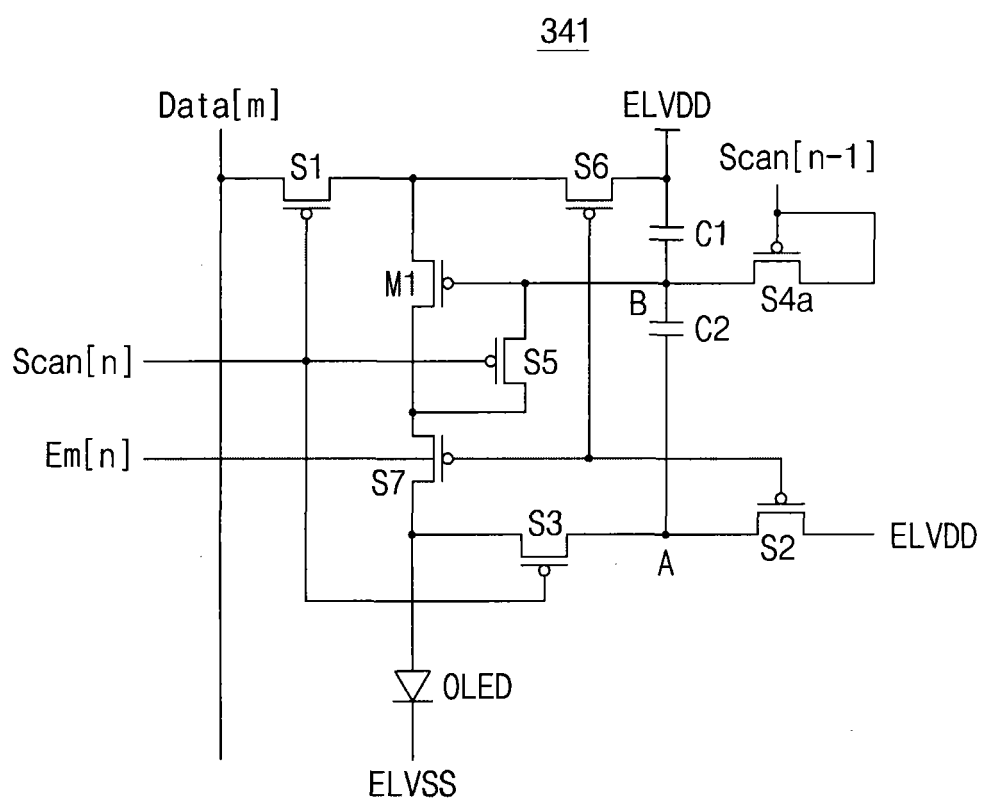 341
Data[m]
ELVDD
Scan[n-1]
S1
S6
C1
M1
B
S4a
C2
Scan[n]
S5
Em[n]
S7
S3
S2
ELVDD
A
OLED
ELVSS